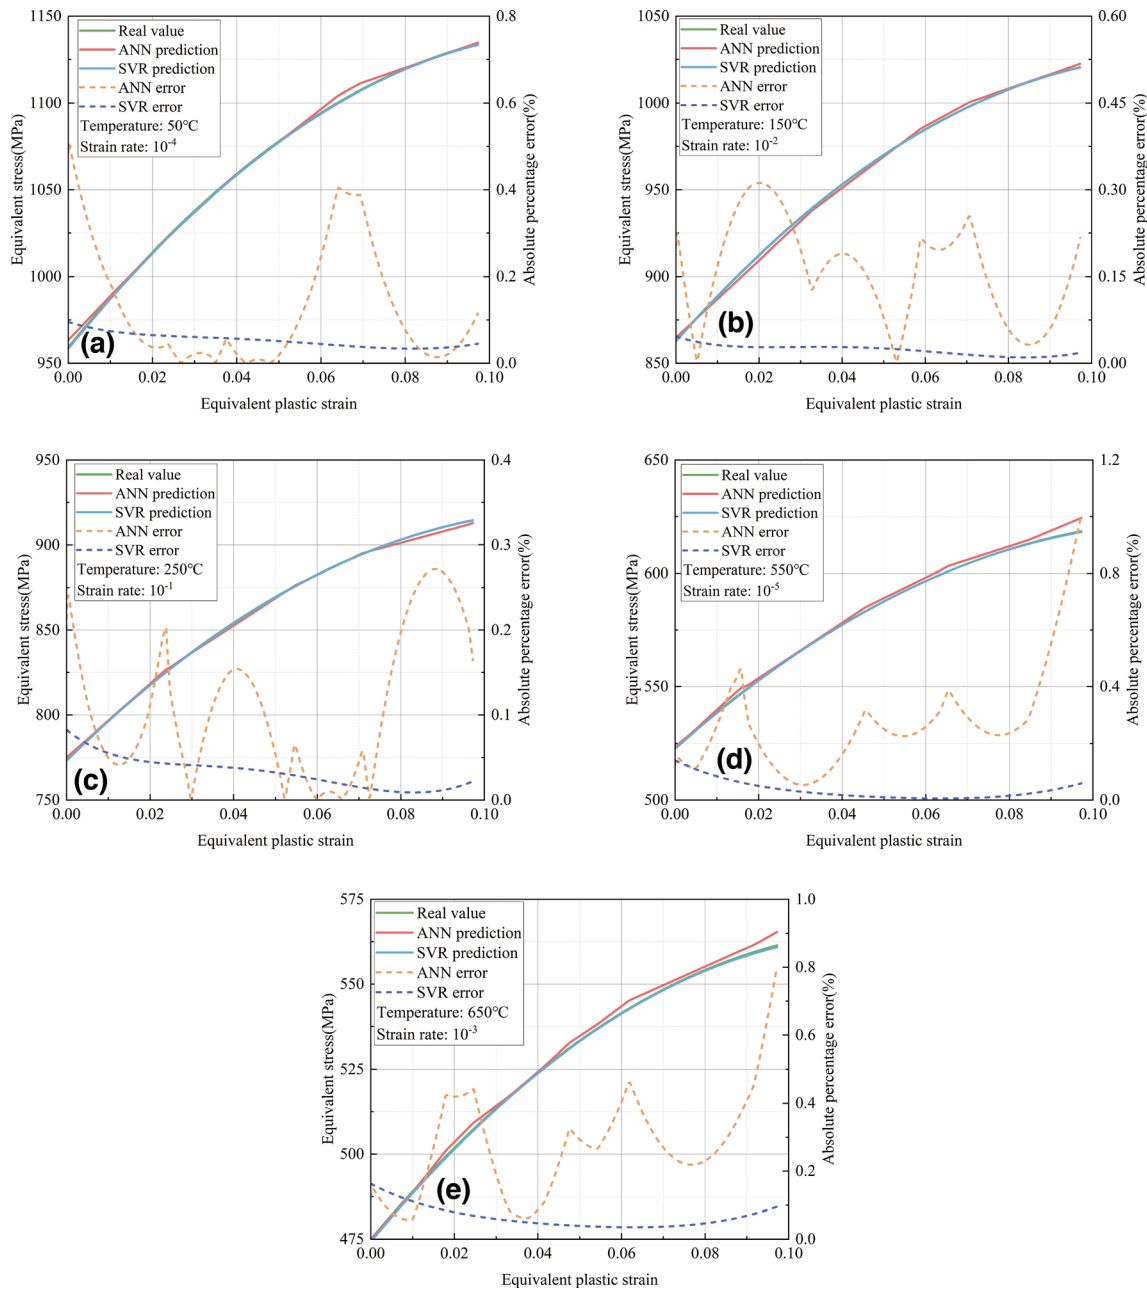 1150
1100
1050
1000
950
Equivalent stress(MPa)
Real value
ANN prediction
SVR prediction
ANN error
SVR error
Temperature: 50℃
Strain rate: 10⁻⁴
(a)
0.8
0.6
0.4
0.2
0.0
Absolute percentage error(%)
0.00 0.02 0.04 0.06 0.08 0.10
Equivalent plastic strain
1050
1000
950
900
850
Equivalent stress(MPa)
Real value
ANN prediction
SVR prediction
ANN error
SVR error
Temperature: 150℃
Strain rate: 10⁻²
(b)
0.60
0.45
0.30
0.15
0.00
Absolute percentage error(%)
0.00 0.02 0.04 0.06 0.08 0.10
Equivalent plastic strain
950
900
850
800
750
Equivalent stress(MPa)
Real value
ANN prediction
SVR prediction
ANN error
SVR error
Temperature: 250℃
Strain rate: 10⁻¹
(c)
0.4
0.3
0.2
0.1
0.0
Absolute percentage error(%)
0.00 0.02 0.04 0.06 0.08 0.10
Equivalent plastic strain
650
600
550
500
Equivalent stress(MPa)
Real value
ANN prediction
SVR prediction
ANN error
SVR error
Temperature: 550℃
Strain rate: 10⁻⁵
(d)
1.2
0.8
0.4
0.0
Absolute percentage error(%)
0.00 0.02 0.04 0.06 0.08 0.10
Equivalent plastic strain
575
550
525
500
475
Equivalent stress(MPa)
Real value
ANN prediction
SVR prediction
ANN error
SVR error
Temperature: 650℃
Strain rate: 10⁻³
(e)
1.0
0.8
0.6
0.4
0.2
0.0
Absolute percentage error(%)
0.00 0.02 0.04 0.06 0.08 0.10
Equivalent plastic strain